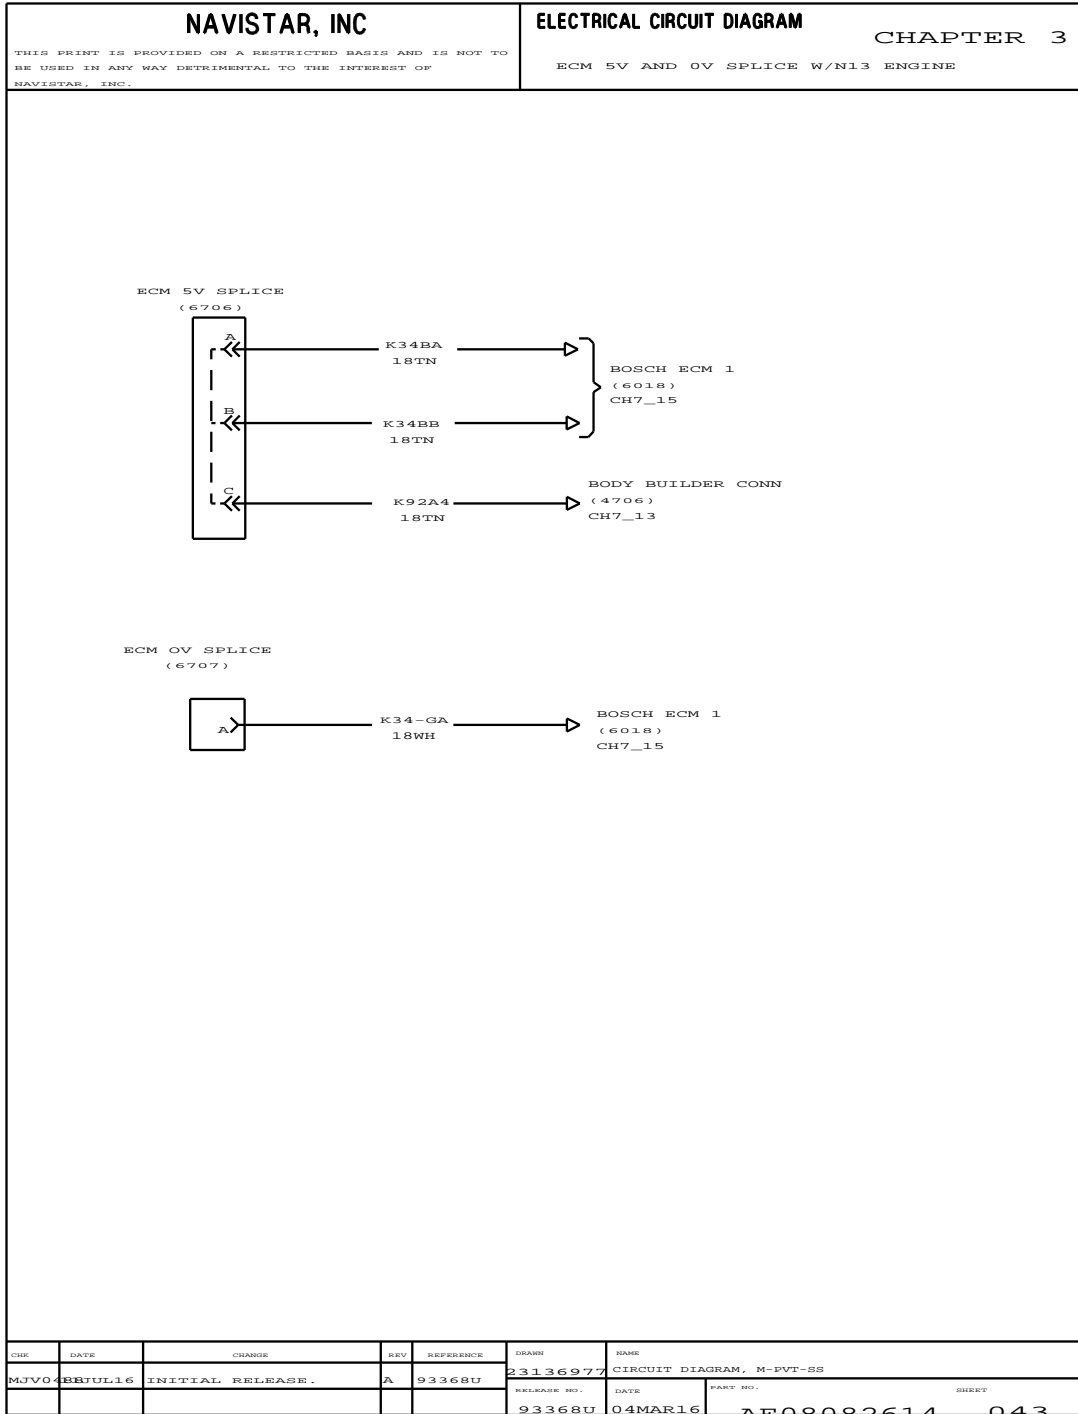 NAVISTAR, INC
THIS PRINT IS PROVIDED ON A RESTRICTED BASIS AND IS NOT TO
BE USED IN ANY WAY DETRIMENTAL TO THE INTEREST OF
NAVISTAR, INC.
ELECTRICAL CIRCUIT DIAGRAM
CHAPTER 3
ECM 5V AND 0V SPLICE W/N13 ENGINE
ECM 5V SPLICE
(6706)
A
K34BA
18TN
BOSCH ECM 1
(6018)
CH7_15
B
K34BB
18TN
C
K92A4
18TN
BODY BUILDER CONN
(4706)
CH7_13
ECM 0V SPLICE
(6707)
A
K34-GA
18WH
BOSCH ECM 1
(6018)
CH7_15
CHK DATE CHANGE REV REFERENCE
INITIAL RELEASE. A 93368U
DRAWN
23136977
NAME
CIRCUIT DIAGRAM, M-PVT-SS
RELEASE NO.
93368U
DATE
04MAR16
PART NO.
AF08082614
SHEET
043